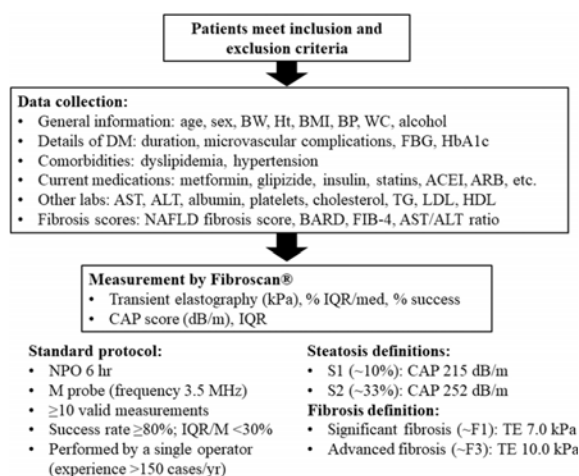 Patients meet inclusion and
exclusion criteria
Data collection:
• General information: age, sex, BW, Ht, BMI, BP, WC, alcohol
• Details of DM: duration, microvascular complications, FBG, HbA1c
• Comorbidities: dyslipidemia, hypertension
• Current medications: metformin, glipizide, insulin, statins, ACEI, ARB, etc.
• Other labs: AST, ALT, albumin, platelets, cholesterol, TG, LDL, HDL
• Fibrosis scores: NAFLD fibrosis score, BARD, FIB-4, AST/ALT ratio
Measurement by Fibroscan®
• Transient elastography (kPa), % IQR/med, % success
• CAP score (dB/m), IQR
Standard protocol:
• NPO 6 hr
• M probe (frequency 3.5 MHz)
• ≥10 valid measurements
• Success rate ≥80%; IQR/M <30%
• Performed by a single operator
(experience >150 cases/yr)
Steatosis definitions:
• S1 (~10%): CAP 215 dB/m
• S2 (~33%): CAP 252 dB/m
Fibrosis definition:
• Significant fibrosis (~F1): TE 7.0 kPa
• Advanced fibrosis (~F3): TE 10.0 kPa